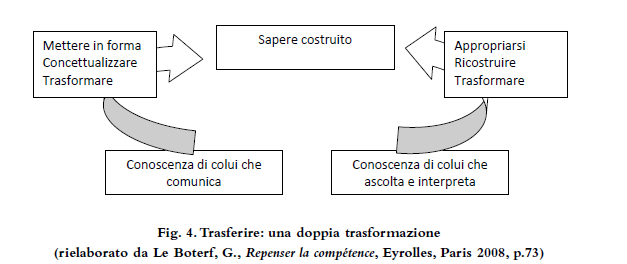 Mettere in forma
Concettualizzare
Trasformare
Sapere costruito
Appropriarsi
Ricostruire
Trasformare
Conoscenza di colui che
comunica
Conoscenza di colui che
ascolta e interpreta
Fig. 4. Trasferire: una doppia trasformazione
(rielaborato da Le Boterf, G., Repenser la compétence, Eyrolles, Paris 2008, p.73)